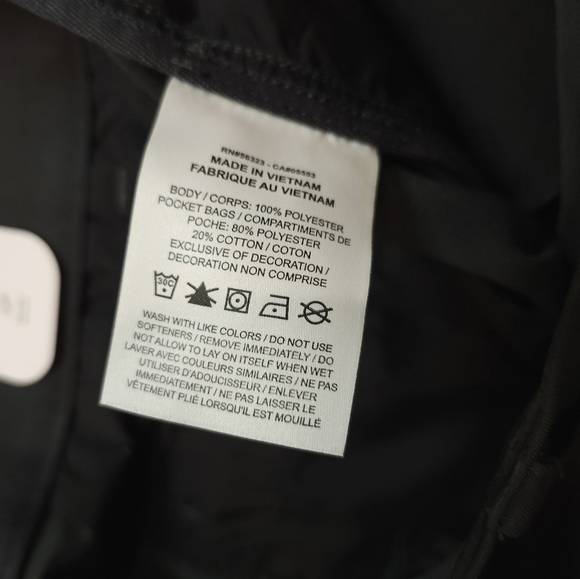 RN#56323 - CA#05553
MADE IN VIETNAM
FABRIQUE AU VIETNAM
BODY / CORPS: 100% POLYESTER
POCKET BAGS / COMPARTIMENTS DE
POCHE: 80% POLYESTER
20% COTTON / COTON
EXCLUSIVE OF DECORATION /
DECORATION NON COMPRISE
30C
WASH WITH LIKE COLORS / DO NOT USE
SOFTENERS / REMOVE IMMEDIATELY / DO
NOT ALLOW TO LAY ON ITSELF WHEN WET
LAVER AVEC COULEURS SIMILAIRES / NE PAS
UTILISER D'ADOUCISSEUR / ENLEVER
IMMEDIATEMENT / NE PAS LAISSER LE
VÊTEMENT PLIÉ LORSQU'IL EST MOUILLÉ